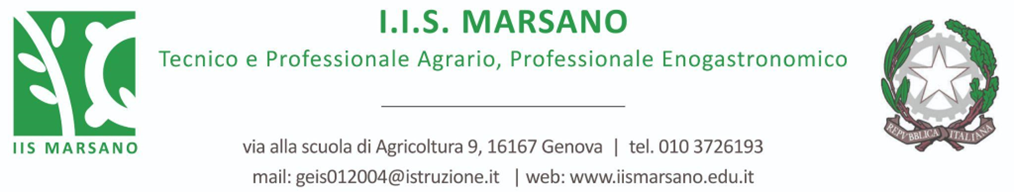 I.I.S. MARSANO
Tecnico e Professionale Agrario, Professionale Enogastronomico
IIS MARSANO
via alla scuola di Agricoltura 9, 16167 Genova | tel. 010 3726193
mail: geis012004@istruzione.it | web: www.iismarsano.edu.it
REPVBBLICA ITALIANA